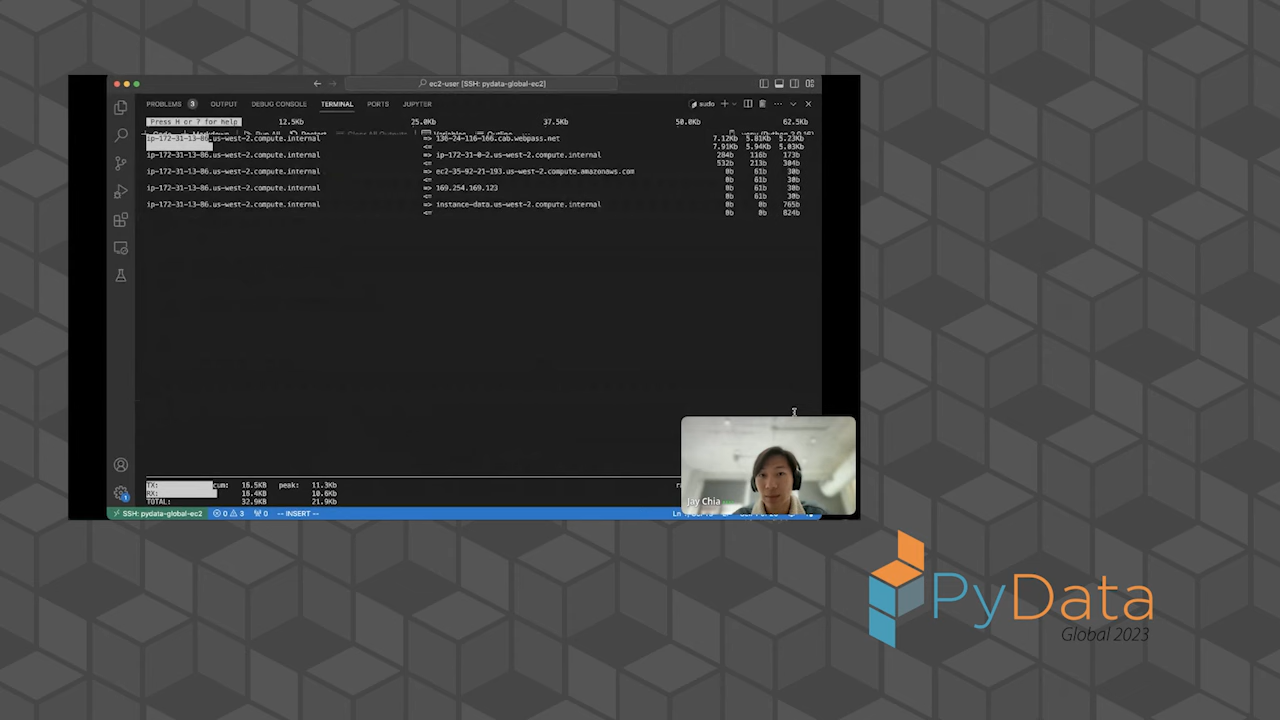 ec2-user [SSH: pydata-global-ec2]
PROBLEMS 3 OUTPUT DEBUG CONSOLE TERMINAL PORTS JUPYTER sudo
Press H or ? for help 12.5Kb 25.0Kb 37.5Kb 50.0Kb 62.5Kb
ip-172-31-13-86.us-west-2.compute.internal => 136-24-116-166.cab.webpass.net 7.12Kb 5.81Kb 5.23Kb
<= 7.91Kb 5.94Kb 5.03Kb
ip-172-31-13-86.us-west-2.compute.internal => ip-172-31-0-2.us-west-2.compute.internal 284b 116b 173b
<= 532b 213b 304b
ip-172-31-13-86.us-west-2.compute.internal => ec2-35-92-21-193.us-west-2.compute.amazonaws.com 0b 61b 30b
<= 0b 61b 30b
ip-172-31-13-86.us-west-2.compute.internal => 169.254.169.123 0b 61b 30b
<= 0b 61b 30b
ip-172-31-13-86.us-west-2.compute.internal => instance-data.us-west-2.compute.internal 0b 0b 765b
<= 0b 0b 824b
TX: cum: 16.5KB peak: 11.3Kb
RX: 16.4KB 10.6Kb
TOTAL: 32.9KB 21.9Kb
SSH: pydata-global-ec2 0 3 0 -- INSERT --
Jay Chia
PyData
Global 2023